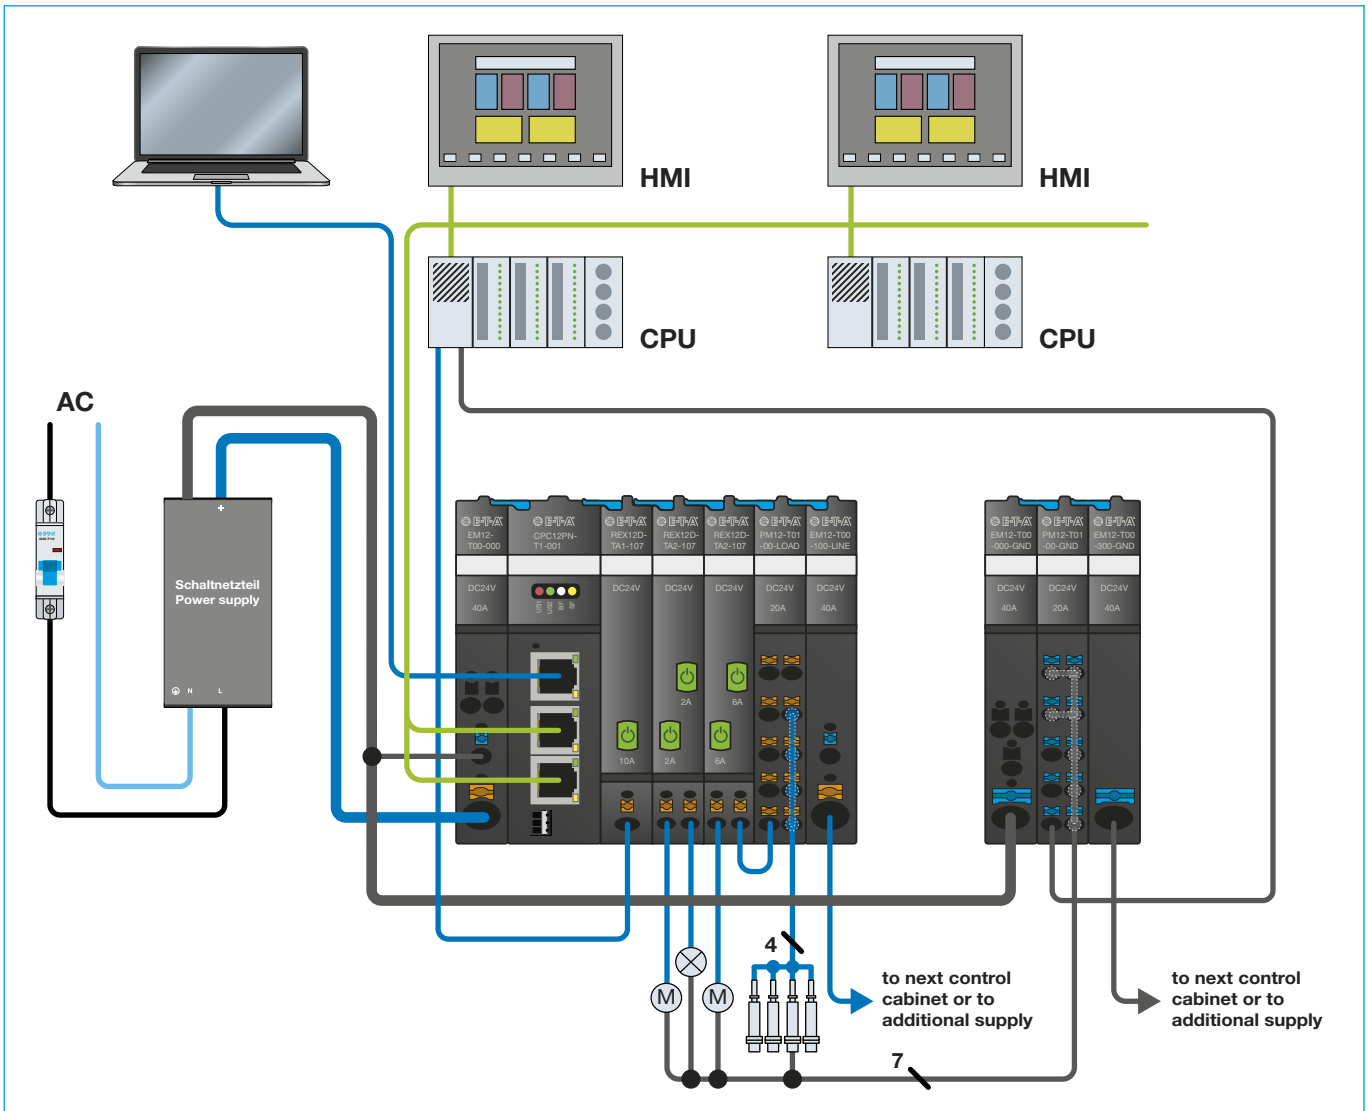 HMI
HMI
CPU
CPU
AC
+
Schaltnetzteil
Power supply
N
L
E-T-A
EM12-
T00-000
DC24V
40A
E-T-A
CPC12PN-
T1-001
US1
US2
BF
SF
E-T-A
REX12D-
TA1-107
DC24V
10A
E-T-A
REX12D-
TA2-107
DC24V
2A
2A
E-T-A
REX12D-
TA2-107
DC24V
6A
6A
E-T-A
PM12-T01
-00-LOAD
DC24V
20A
E-T-A
EM12-T00
-100-LINE
DC24V
40A
E-T-A
EM12-T00
-000-GND
DC24V
40A
E-T-A
PM12-T01
-00-GND
DC24V
20A
E-T-A
EM12-T00
-300-GND
DC24V
40A
M
M
4
to next control
cabinet or to
additional supply
to next control
cabinet or to
additional supply
7